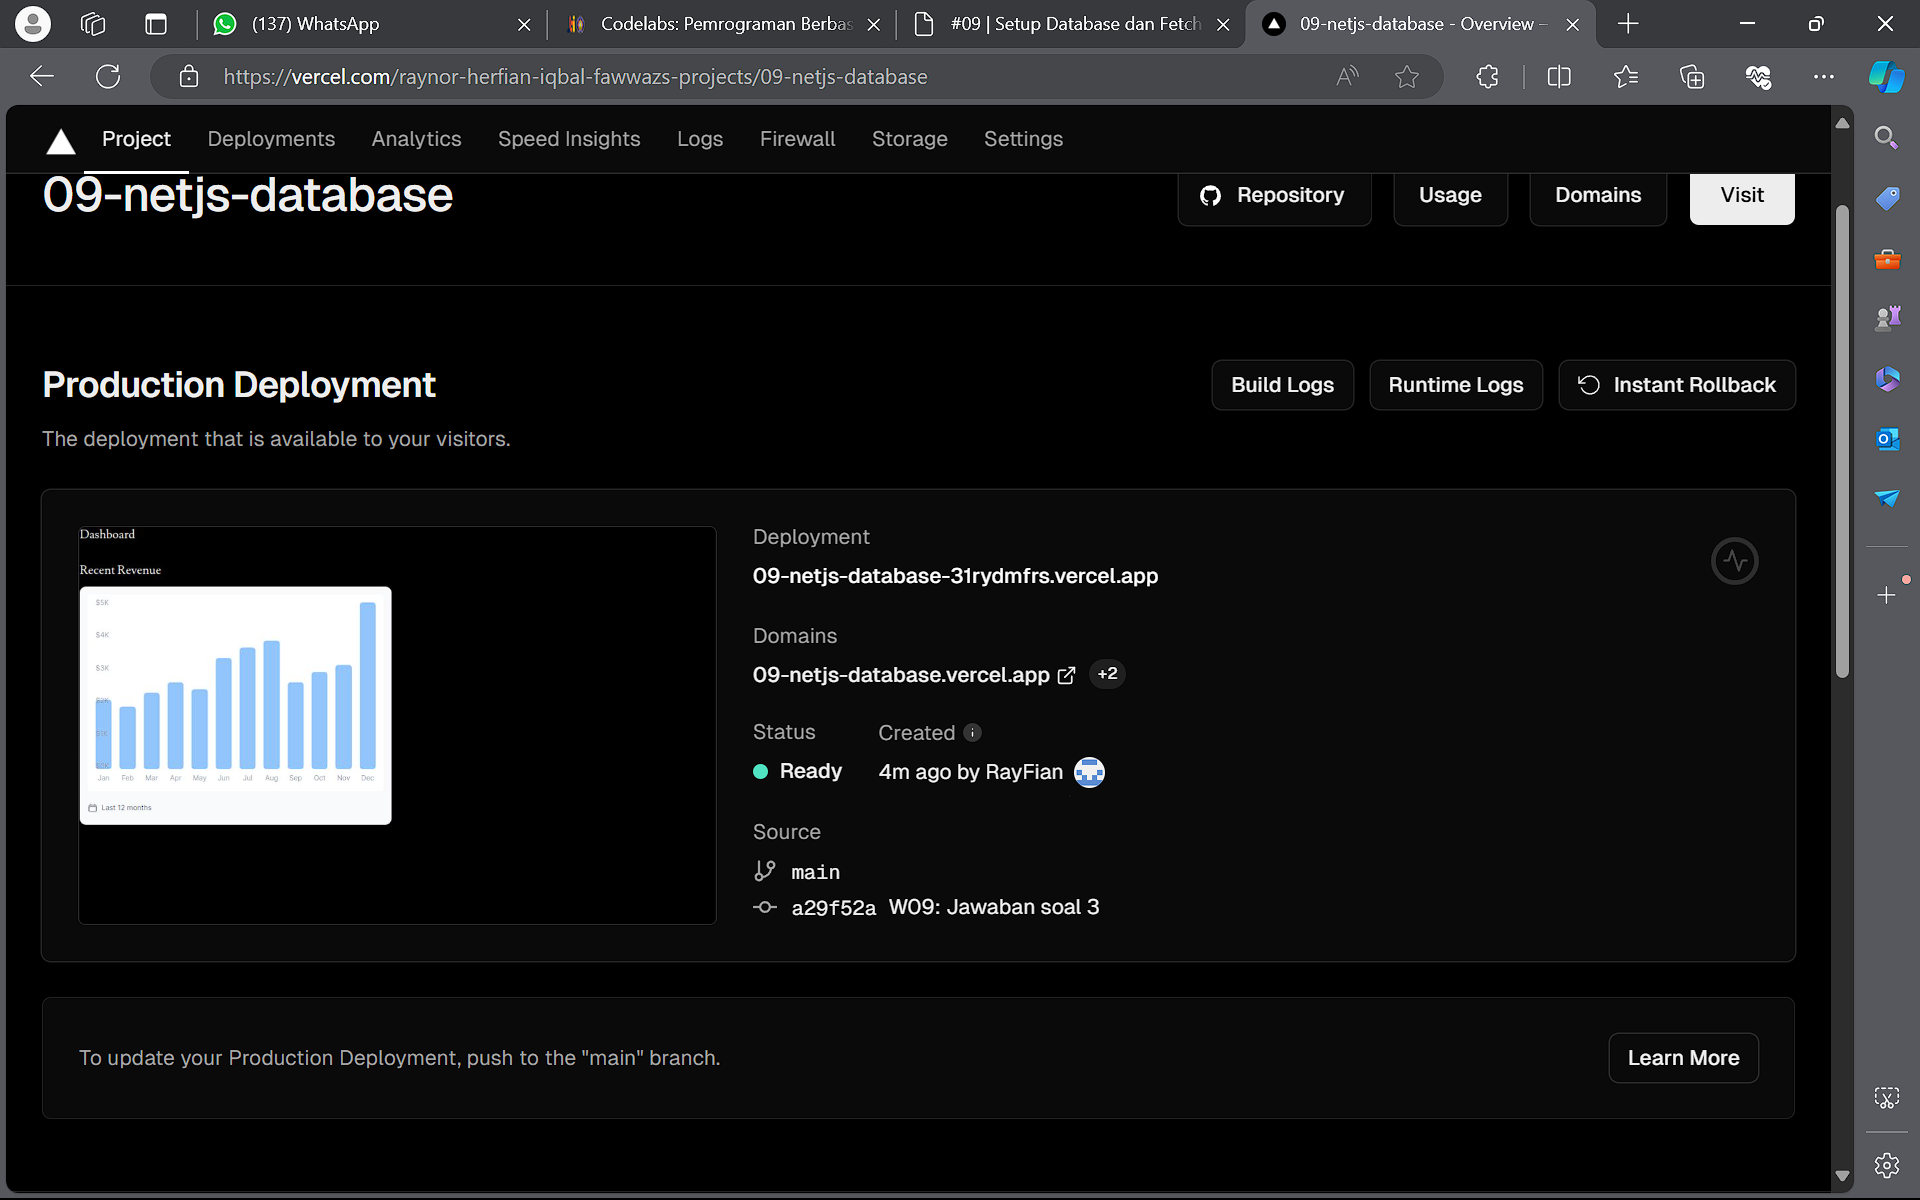 (137) WhatsApp
Codelabs: Pemrograman Berbas
#09 | Setup Database dan Fetch
09-netjs-database - Overview –
https://vercel.com/raynor-herfian-iqbal-fawwazs-projects/09-netjs-database
Project Deployments Analytics Speed Insights Logs Firewall Storage Settings
09-netjs-database
Repository Usage Domains Visit
Production Deployment
Build Logs Runtime Logs Instant Rollback
The deployment that is available to your visitors.
Dashboard
Recent Revenue
$5K
$4K
$3K
$2K
$1K
$0K
Jan Feb Mar Apr May Jun Jul Aug Sep Oct Nov Dec
Last 12 months
Deployment
09-netjs-database-31rydmfrs.vercel.app
Domains
09-netjs-database.vercel.app +2
Status Created
Ready 4m ago by RayFian
Source
main
a29f52a W09: Jawaban soal 3
To update your Production Deployment, push to the "main" branch.
Learn More